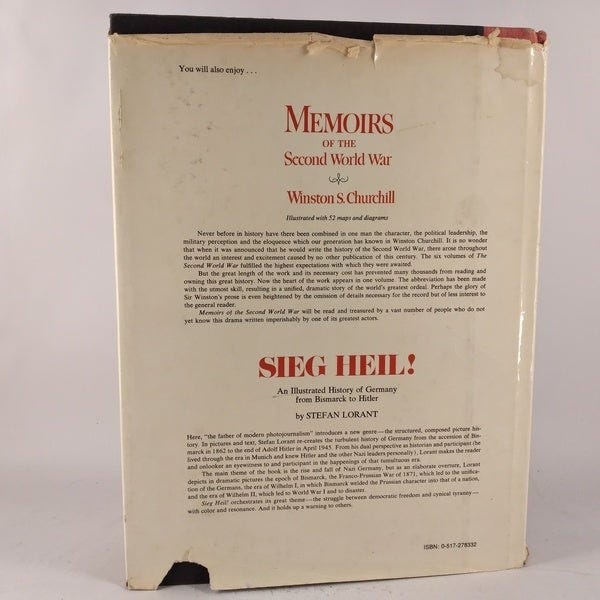 You will also enjoy . . .
MEMOIRS
OF THE
Second World War
Winston S. Churchill
Illustrated with 52 maps and diagrams
Never before in history have there been combined in one man the character, the political leadership, the
military perception and the eloquence which our generation has known in Winston Churchill. It is no wonder
that when it was announced that he would write the history of the Second World War, there arose throughout
the world an interest and excitement caused by no other publication of this century. The six volumes of The
Second World War fulfilled the highest expectations with which they were awaited.
But the great length of the work and its necessary cost has prevented many thousands from reading and
owning this great history. Now the heart of the work appears in one volume. The abbreviation has been made
with the utmost skill, resulting in a unified, dramatic story of the world's greatest ordeal. Perhaps the glory of
Sir Winston's prose is even heightened by the omission of details necessary for the record but of less interest to
the general reader.
Memoirs of the Second World War will be read and treasured by a vast number of people who do not
yet know this drama written imperishably by one of its greatest actors.
SIEG HEIL!
An Illustrated History of Germany
from Bismarck to Hitler
by STEFAN LORANT
Here, "the father of modern photojournalism" introduces a new genre—the structured, composed picture his-
tory. In pictures and text, Stefan Lorant re-creates the turbulent history of Germany from the accession of Bis-
marck in 1862 to the end of Adolf Hitler in April 1945. From his dual perspective as historian and participant (he
lived through the era in Munich and knew Hitler and the other Nazi leaders personally), Lorant makes the reader
and onlooker an eyewitness to and participant in the happenings of that tumultuous era.
The main theme of the book is the rise and fall of Nazi Germany, but as an elaborate overture, Lorant
depicts in dramatic pictures the epoch of Bismarck, the Franco-Prussian War of 1871, which led to the unifica-
tion of the Germans, the era of Wilhelm I, in which Bismarck welded the Prussian character into that of a nation,
and the era of Wilhelm II, which led to World War I and to disaster.
Sieg Heil! orchestrates its great theme—the struggle between democratic freedom and cynical tyranny—
with color and resonance. And it holds up a warning to others.
ISBN: 0-517-278332